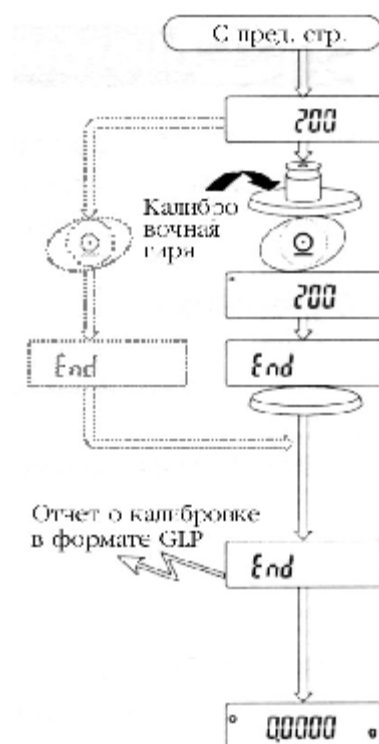 С пред. стр.
200
Калибро
вочная
гиря
200
End
End
Отчет о калибровке
в формате GLP
End
0.0000